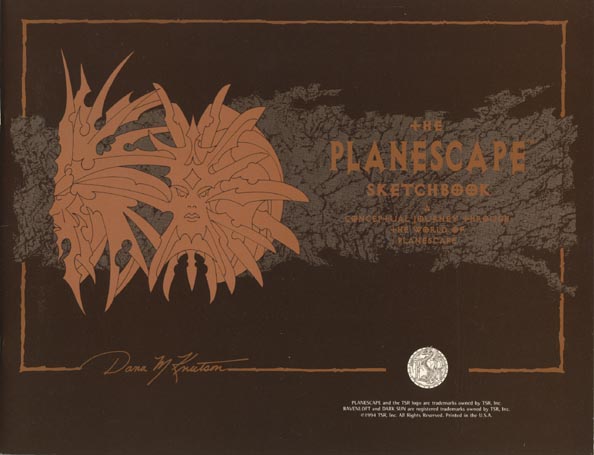 THE
PLANESCAPE
SKETCHBOOK
A
CONCEPTUAL JOURNEY THROUGH
THE WORLD OF
PLANESCAPE
Dana M Knutson
PLANESCAPE and the TSR logo are trademarks owned by TSR, Inc.
RAVENLOFT and DARK SUN are registered trademarks owned by TSR, Inc.
©1994 TSR, Inc. All Rights Reserved. Printed in the U.S.A.